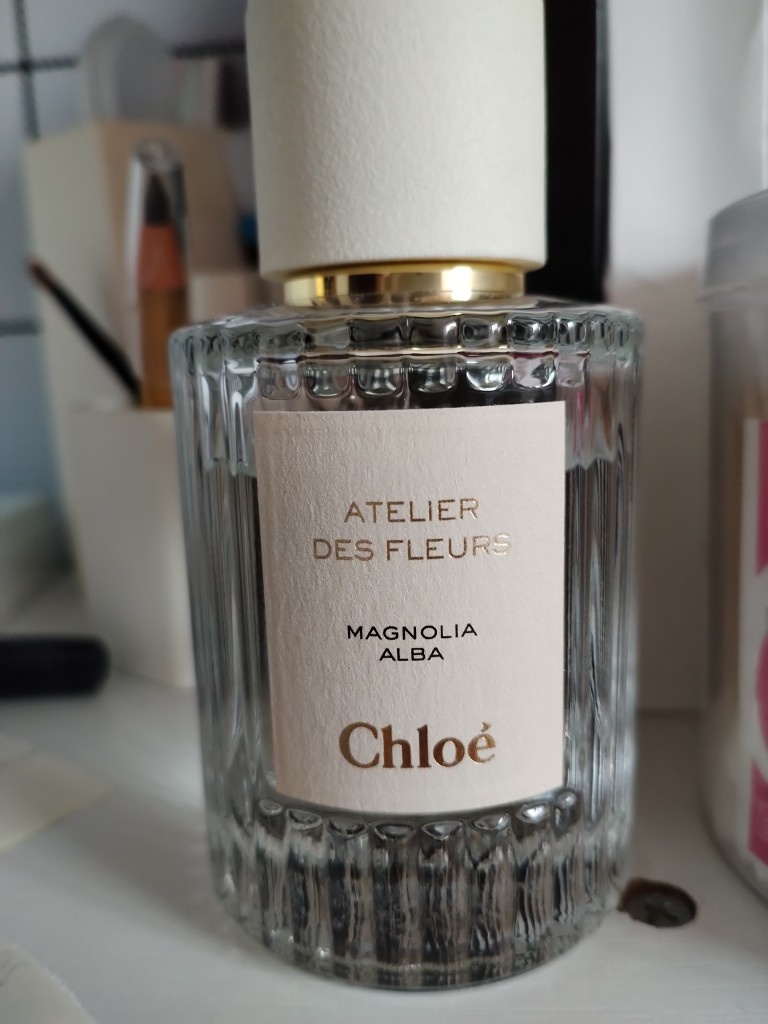 ATELIER
DES FLEURS
MAGNOLIA
ALBA
Chloé